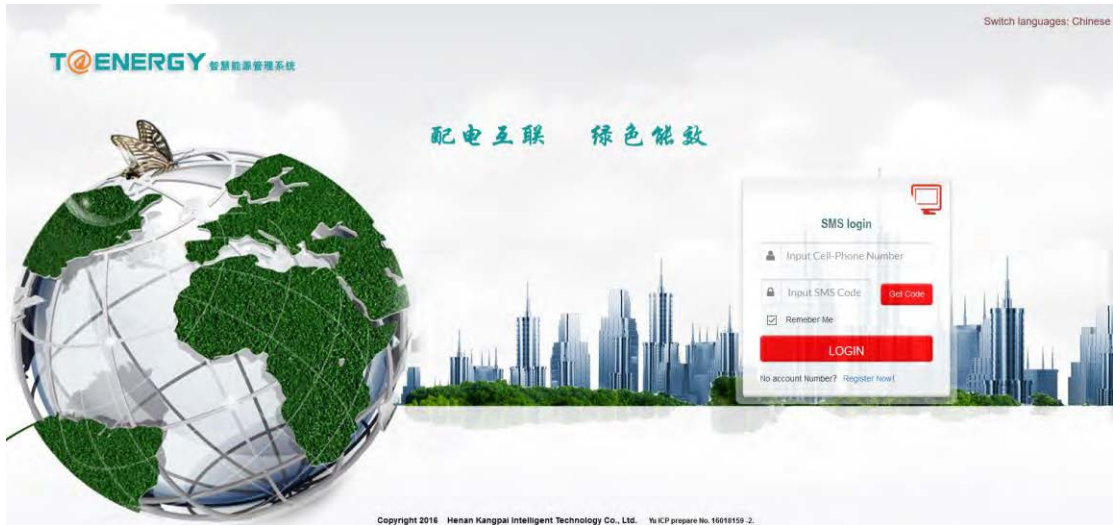 Switch languages: Chinese
T@ENERGY 智慧能源管理系统
配电互联 绿色能效
SMS login
Input Cell-Phone Number
Input SMS Code Get Code
Remeber Me
LOGIN
No account Number? Register Now!
Copyright 2016 Henan Kangpai Intelligent Technology Co., Ltd. Yu ICP prepare No. 16018159 -2.